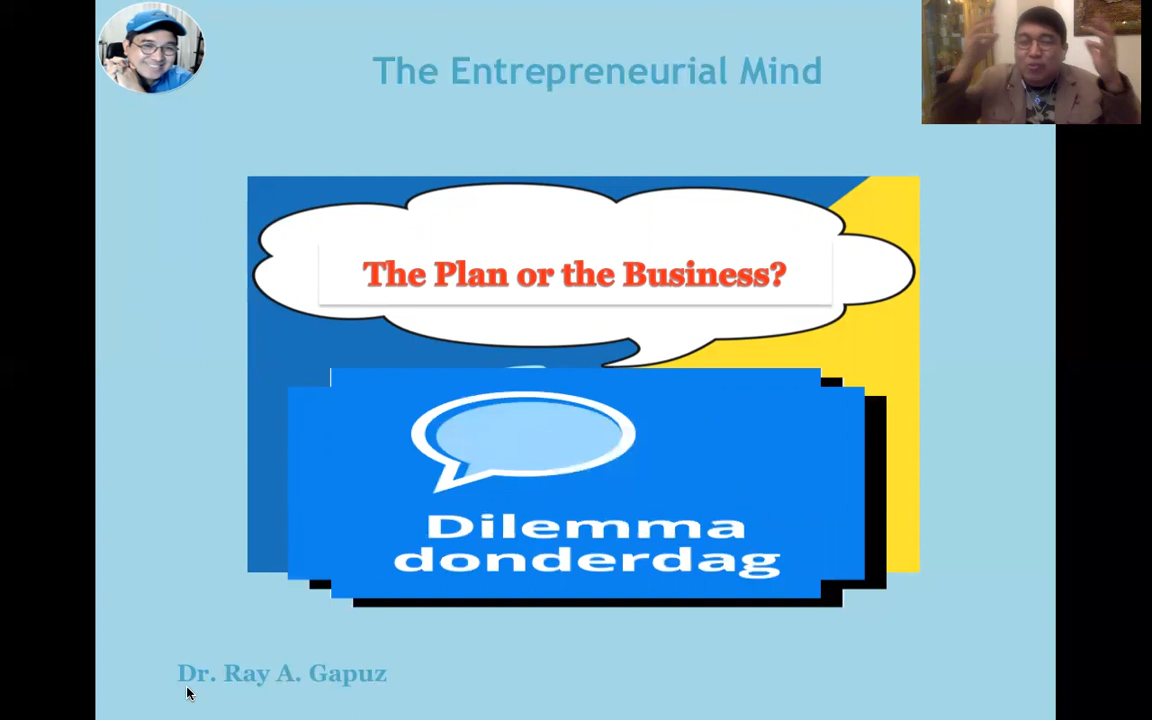 The Entrepreneurial Mind
The Plan or the Business?
Dilemma
donderdag
Dr. Ray A. Gapuz